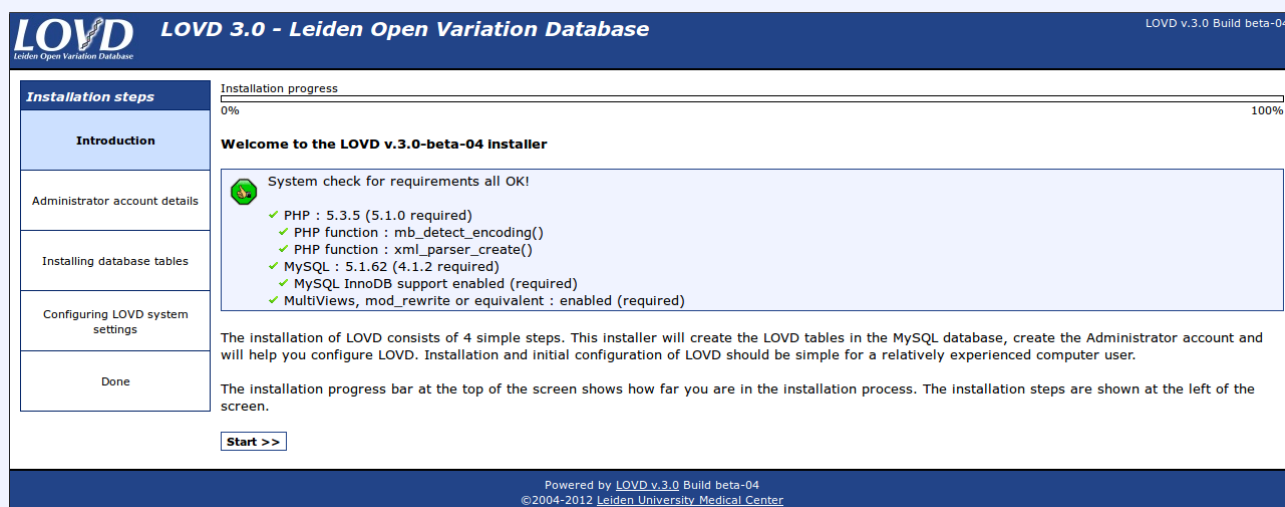 LOVD
Leiden Open Variation Database
LOVD 3.0 - Leiden Open Variation Database
LOVD v.3.0 Build beta-04
Installation steps
Introduction
Administrator account details
Installing database tables
Configuring LOVD system
settings
Done
Installation progress
0%
100%
Welcome to the LOVD v.3.0-beta-04 installer
System check for requirements all OK!
PHP : 5.3.5 (5.1.0 required)
PHP function : mb_detect_encoding()
PHP function : xml_parser_create()
MySQL : 5.1.62 (4.1.2 required)
MySQL InnoDB support enabled (required)
MultiViews, mod_rewrite or equivalent : enabled (required)
The installation of LOVD consists of 4 simple steps. This installer will create the LOVD tables in the MySQL database, create the Administrator account and
will help you configure LOVD. Installation and initial configuration of LOVD should be simple for a relatively experienced computer user.
The installation progress bar at the top of the screen shows how far you are in the installation process. The installation steps are shown at the left of the
screen.
Start >>
Powered by LOVD v.3.0 Build beta-04
©2004-2012 Leiden University Medical Center